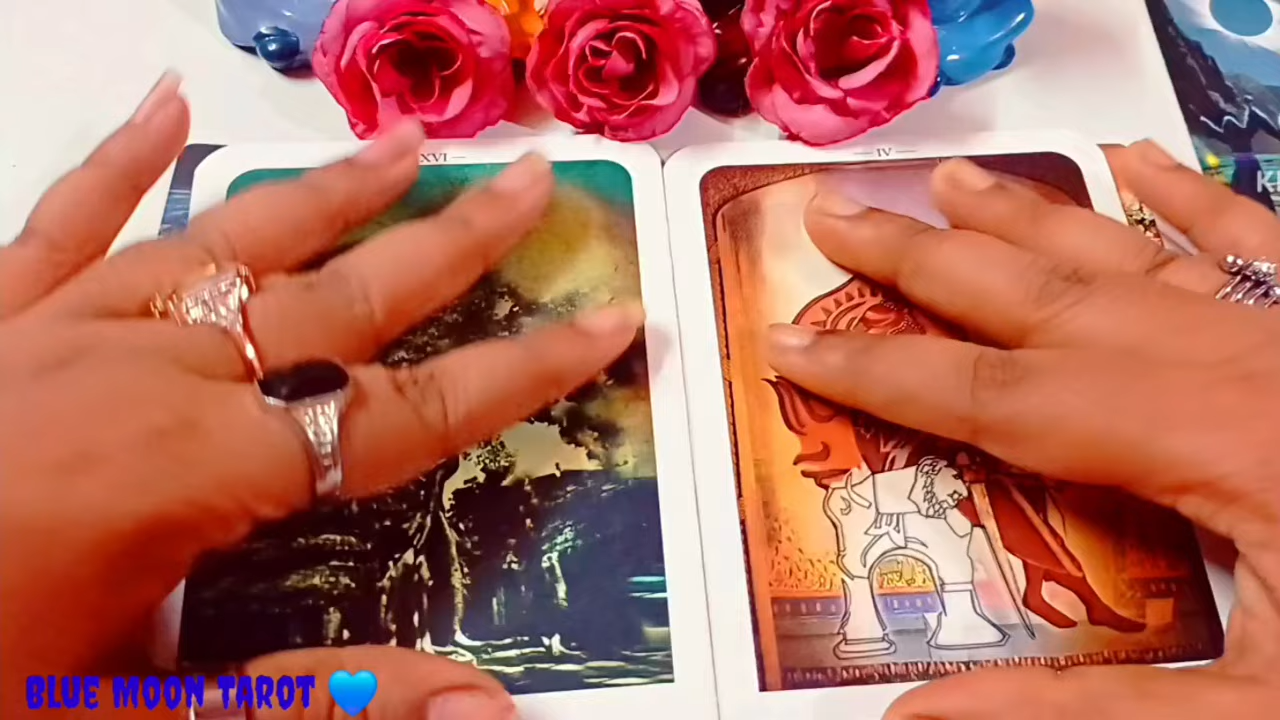 XVI —
— IV —
BLUE MOON TAROT 💙